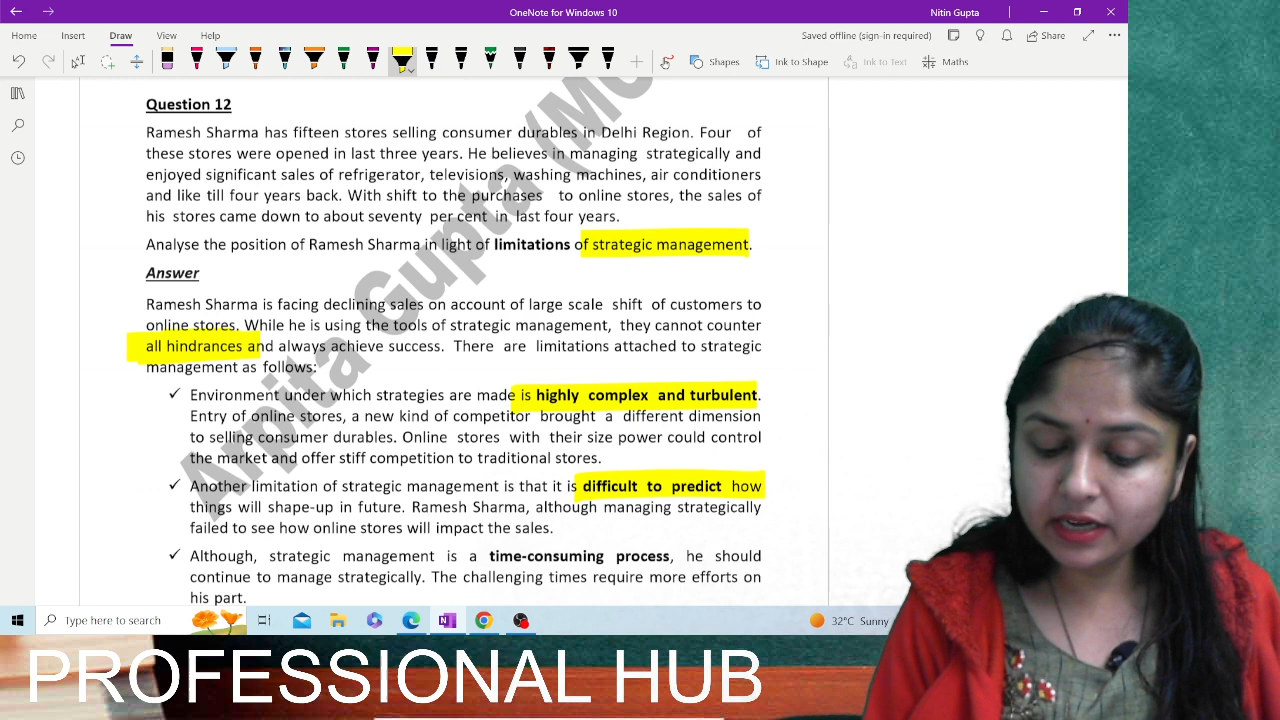 OneNote for Windows 10
Nitin Gupta
Home Insert Draw View Help
Saved offline (sign-in required)
Share
Shapes
Ink to Shape
Ink to Text
Maths
Question 12
Ramesh Sharma has fifteen stores selling consumer durables in Delhi Region. Four of
these stores were opened in last three years. He believes in managing strategically and
enjoyed significant sales of refrigerator, televisions, washing machines, air conditioners
and like till four years back. With shift to the purchases to online stores, the sales of
his stores came down to about seventy per cent in last four years.
Analyse the position of Ramesh Sharma in light of limitations of strategic management.
Answer
Ramesh Sharma is facing declining sales on account of large scale shift of customers to
online stores. While he is using the tools of strategic management, they cannot counter
all hindrances and always achieve success. There are limitations attached to strategic
management as follows:
✓ Environment under which strategies are made is highly complex and turbulent.
Entry of online stores, a new kind of competitor brought a different dimension
to selling consumer durables. Online stores with their size power could control
the market and offer stiff competition to traditional stores.
✓ Another limitation of strategic management is that it is difficult to predict how
things will shape-up in future. Ramesh Sharma, although managing strategically
failed to see how online stores will impact the sales.
✓ Although, strategic management is a time-consuming process, he should
continue to manage strategically. The challenging times require more efforts on
his part.
Arpita Gupta
Type here to search
32°C Sunny
PROFESSIONAL HUB